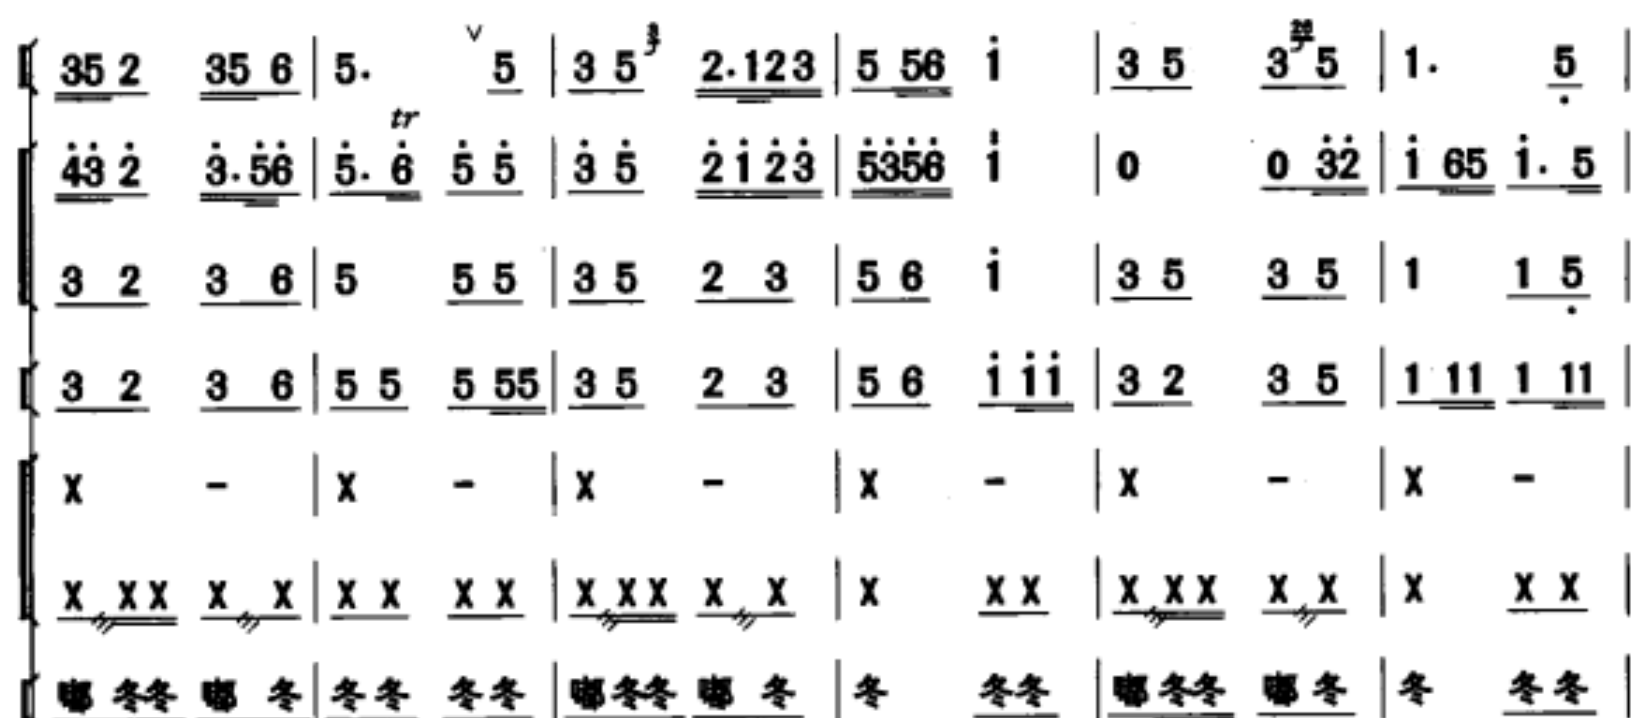 35 2 35 6 | 5. ∨ 5 | 3 5 2·123 | 5 56 i | 3 5 3 5 | 1. 5 |
tr
43 2 3.56 | 5. 6 5 5 | 3 5 2123 | 5356 i | 0 0 32 | i 65 i. 5 |
3 2 3 6 | 5 5 5 | 3 5 2 3 | 5 6 i | 3 5 3 5 | 1 1 5 |
3 2 3 6 | 5 5 5 55 | 3 5 2 3 | 5 6 i ii | 3 2 3 5 | 1 11 1 11 |
X - | X - | X - | X - | X - | X - |
X XX X X | X X X X | X XX X X | X X X | X XX X X | X X X |
嘟 冬冬 嘟 冬 | 冬 冬 冬 冬 | 嘟 冬冬 嘟 冬 | 冬 冬冬 | 嘟 冬冬 嘟 冬 | 冬 冬 冬